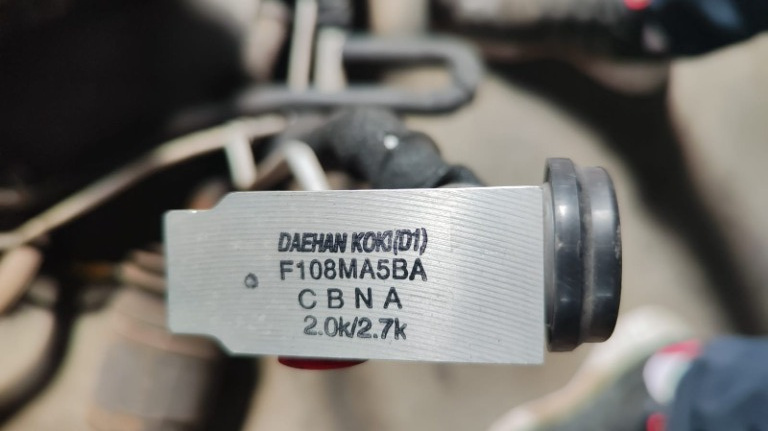 DAEHAN KOKI(D1)
F108MA5BA
C B N A
2.0k/2.7k